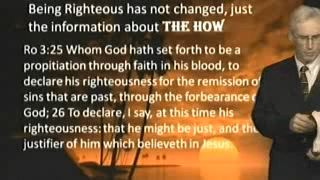 Being Righteous has not changed, just
the information about THE HOW
Ro 3:25 Whom God hath set forth to be a
propitiation through faith in his blood, to
declare his righteousness for the remission of
sins that are past, through the forbearance
God; 26 To declare, I say, at this time his
righteousness: that he might be just, and the
justifier of him which believeth in Jesus.